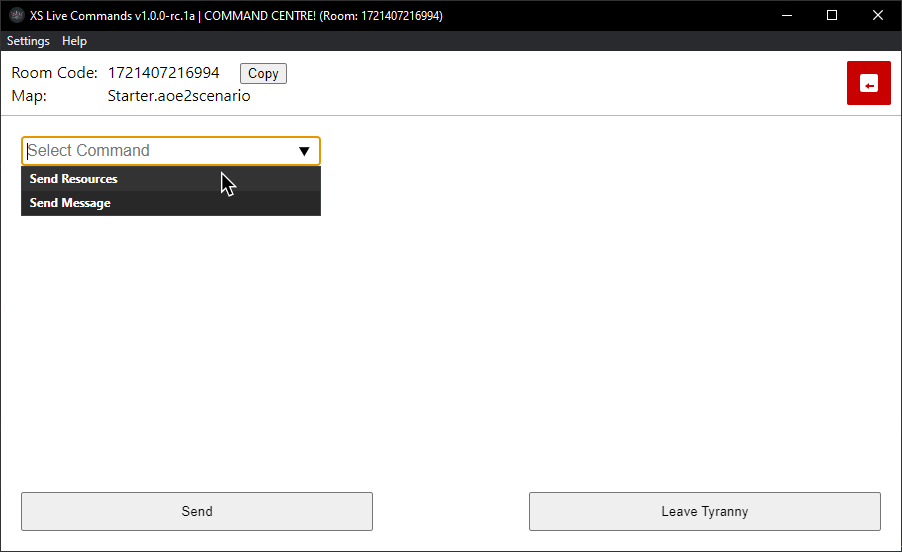 XS Live Commands v1.0.0-rc.1a | COMMAND CENTRE! (Room: 1721407216994)
Settings Help
Room Code: 1721407216994 Copy
Map: Starter.aoe2scenario
Select Command
Send Resources
Send Message
Send Leave Tyranny